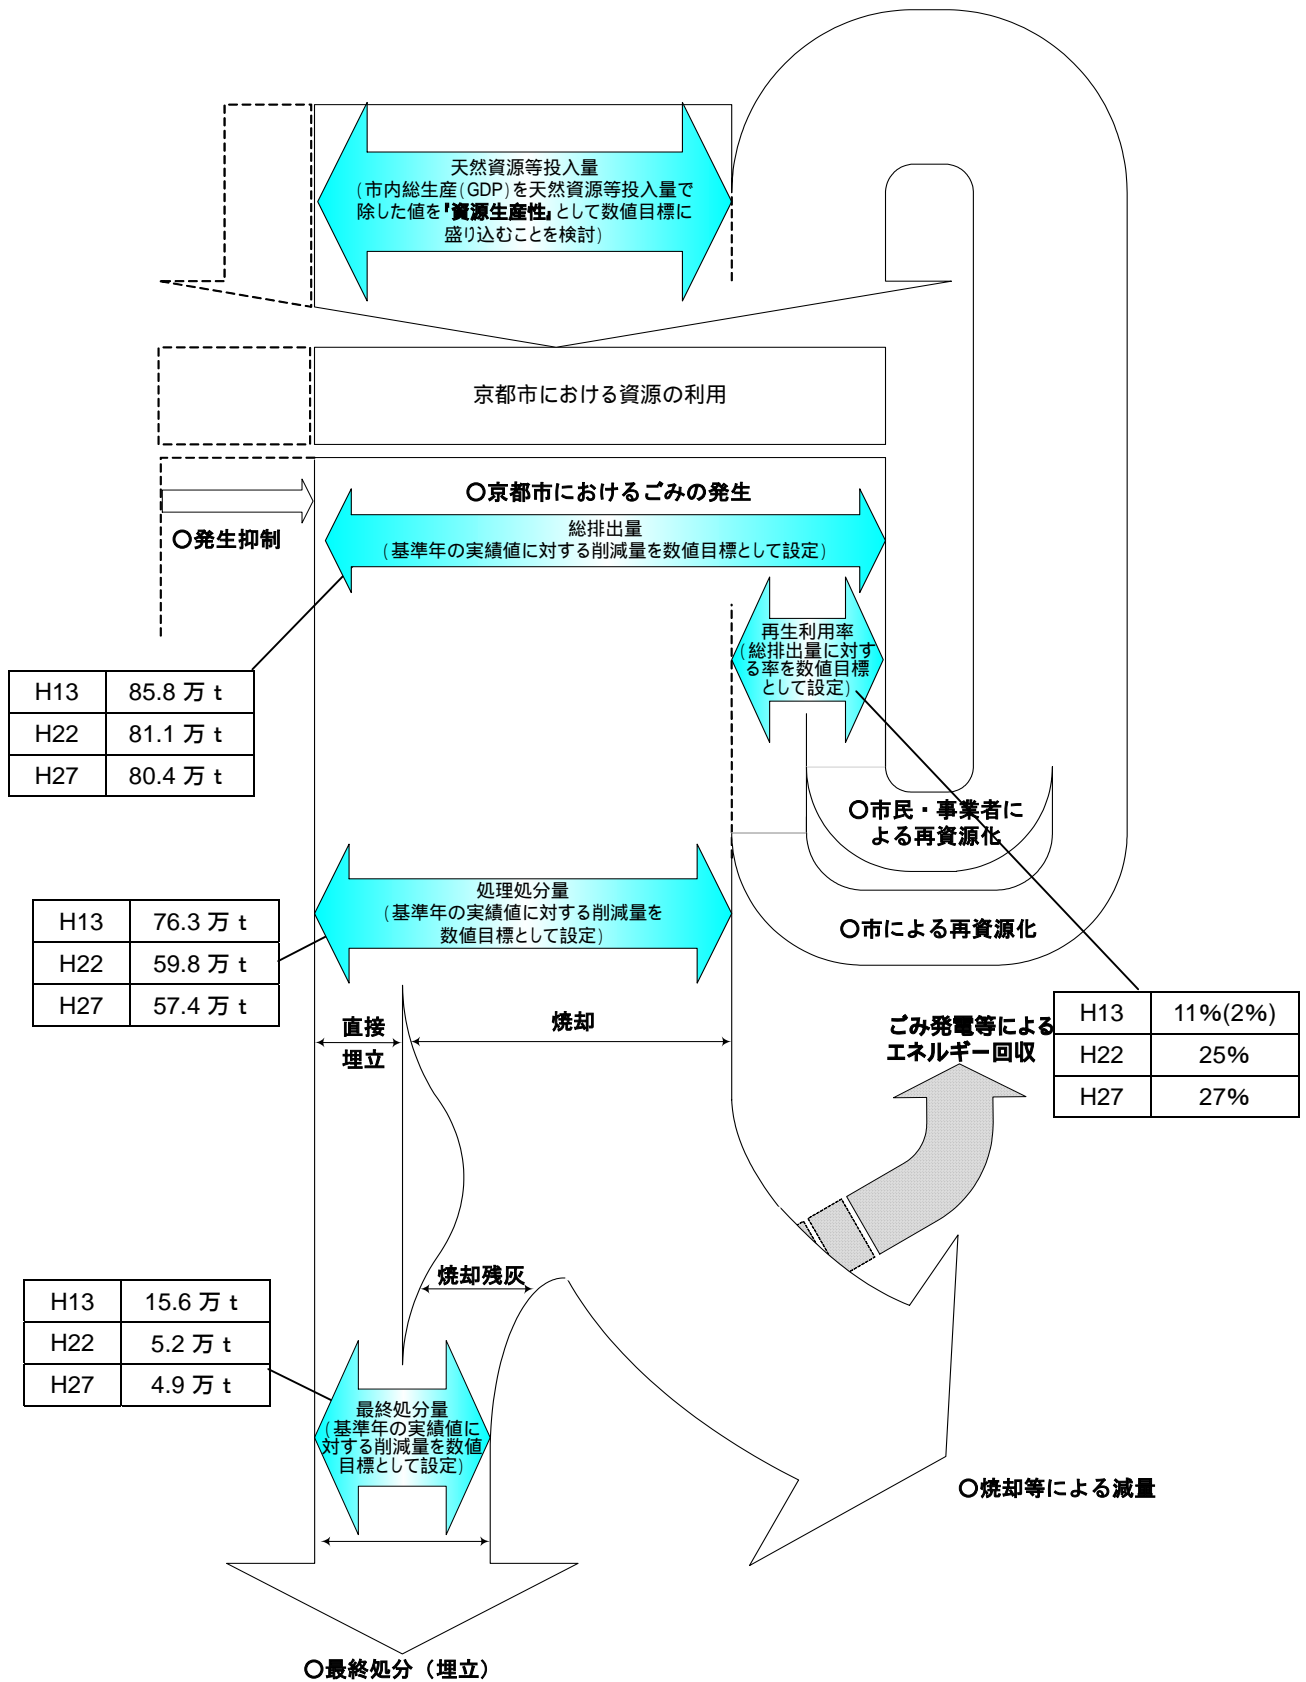 天然資源等投入量
(市内総生産(GDP)を天然資源等投入量で
除した値を『資源生産性』として数値目標に
盛り込むことを検討)
京都市における資源の利用
〇京都市におけるごみの発生
総排出量
(基準年の実績値に対する削減量を数値目標として設定)
〇発生抑制
再生利用率
(総排出量に対す
る率を数値目標
として設定)
H13 85.8 万 t
H22 81.1 万 t
H27 80.4 万 t
〇市民・事業者に
よる再資源化
処理処分量
(基準年の実績値に対する削減量を
数値目標として設定)
H13 76.3 万 t
H22 59.8 万 t
H27 57.4 万 t
〇市による再資源化
直接
埋立
焼却
ごみ発電等による
エネルギー回収
H13 11%(2%)
H22 25%
H27 27%
焼却残灰
H13 15.6 万 t
H22 5.2 万 t
H27 4.9 万 t
最終処分量
(基準年の実績値に
対する削減量を数値
目標として設定)
〇焼却等による減量
〇最終処分（埋立）